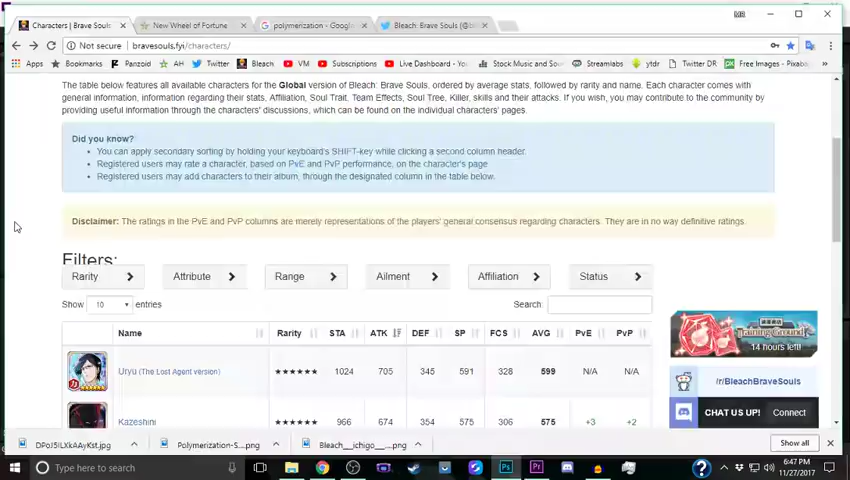 Characters | Brave Souls
New Wheel of Fortune
polymerization - Google
Bleach: Brave Souls (@bl
Not secure
bravesouls.fyi/characters/
Apps
Bookmarks
For Breakers
Panzoid
AH
Twitter
Bleach
VM
Subscriptions
Live Dashboard - You
Stock Music and Sou
Streamlabs
ytdr
Twitter DR
Free Images - Pixaba
The table below features all available characters for the Global version of Bleach: Brave Souls, ordered by average stats, followed by rarity and name. Each character comes with
general information, information regarding their stats, Affiliation, Soul Trait, Team Effects, Soul Tree, Killer, skills and their attacks. If you wish, you may contribute to the community by
providing useful information through the characters' discussions, which can be found on the individual characters' pages.
Did you know?
• You can apply secondary sorting by holding your keyboard's SHIFT-key while clicking a second column header.
• Registered users may rate a character, based on PvE and PvP performance, on the character's page
• Registered users may add characters to their album, through the designated column in the table below.
Disclaimer: The ratings in the PvE and PvP columns are merely representations of the players' general consensus regarding characters. They are in no way definitive ratings.
Filters:
Rarity
Attribute
Range
Ailment
Affiliation
Status
Show 10 entries
Search:
Name Rarity STA ATK DEF SP FCS AVG PvE PvP
Uryū (The Lost Agent version) ★★★★★★ 1024 705 345 591 328 599 N/A N/A
Kazeshini ★★★★★★ 966 674 354 575 306 575 +3 +2
Training Ground
14 hours left!
/r/BleachBraveSouls
CHAT US UP! Connect
DPoJ5ILXkAAyKst.jpg
Polymerization-S....png
Bleach__ichigo__....png
Show all
Type here to search
6:47 PM
11/27/2017